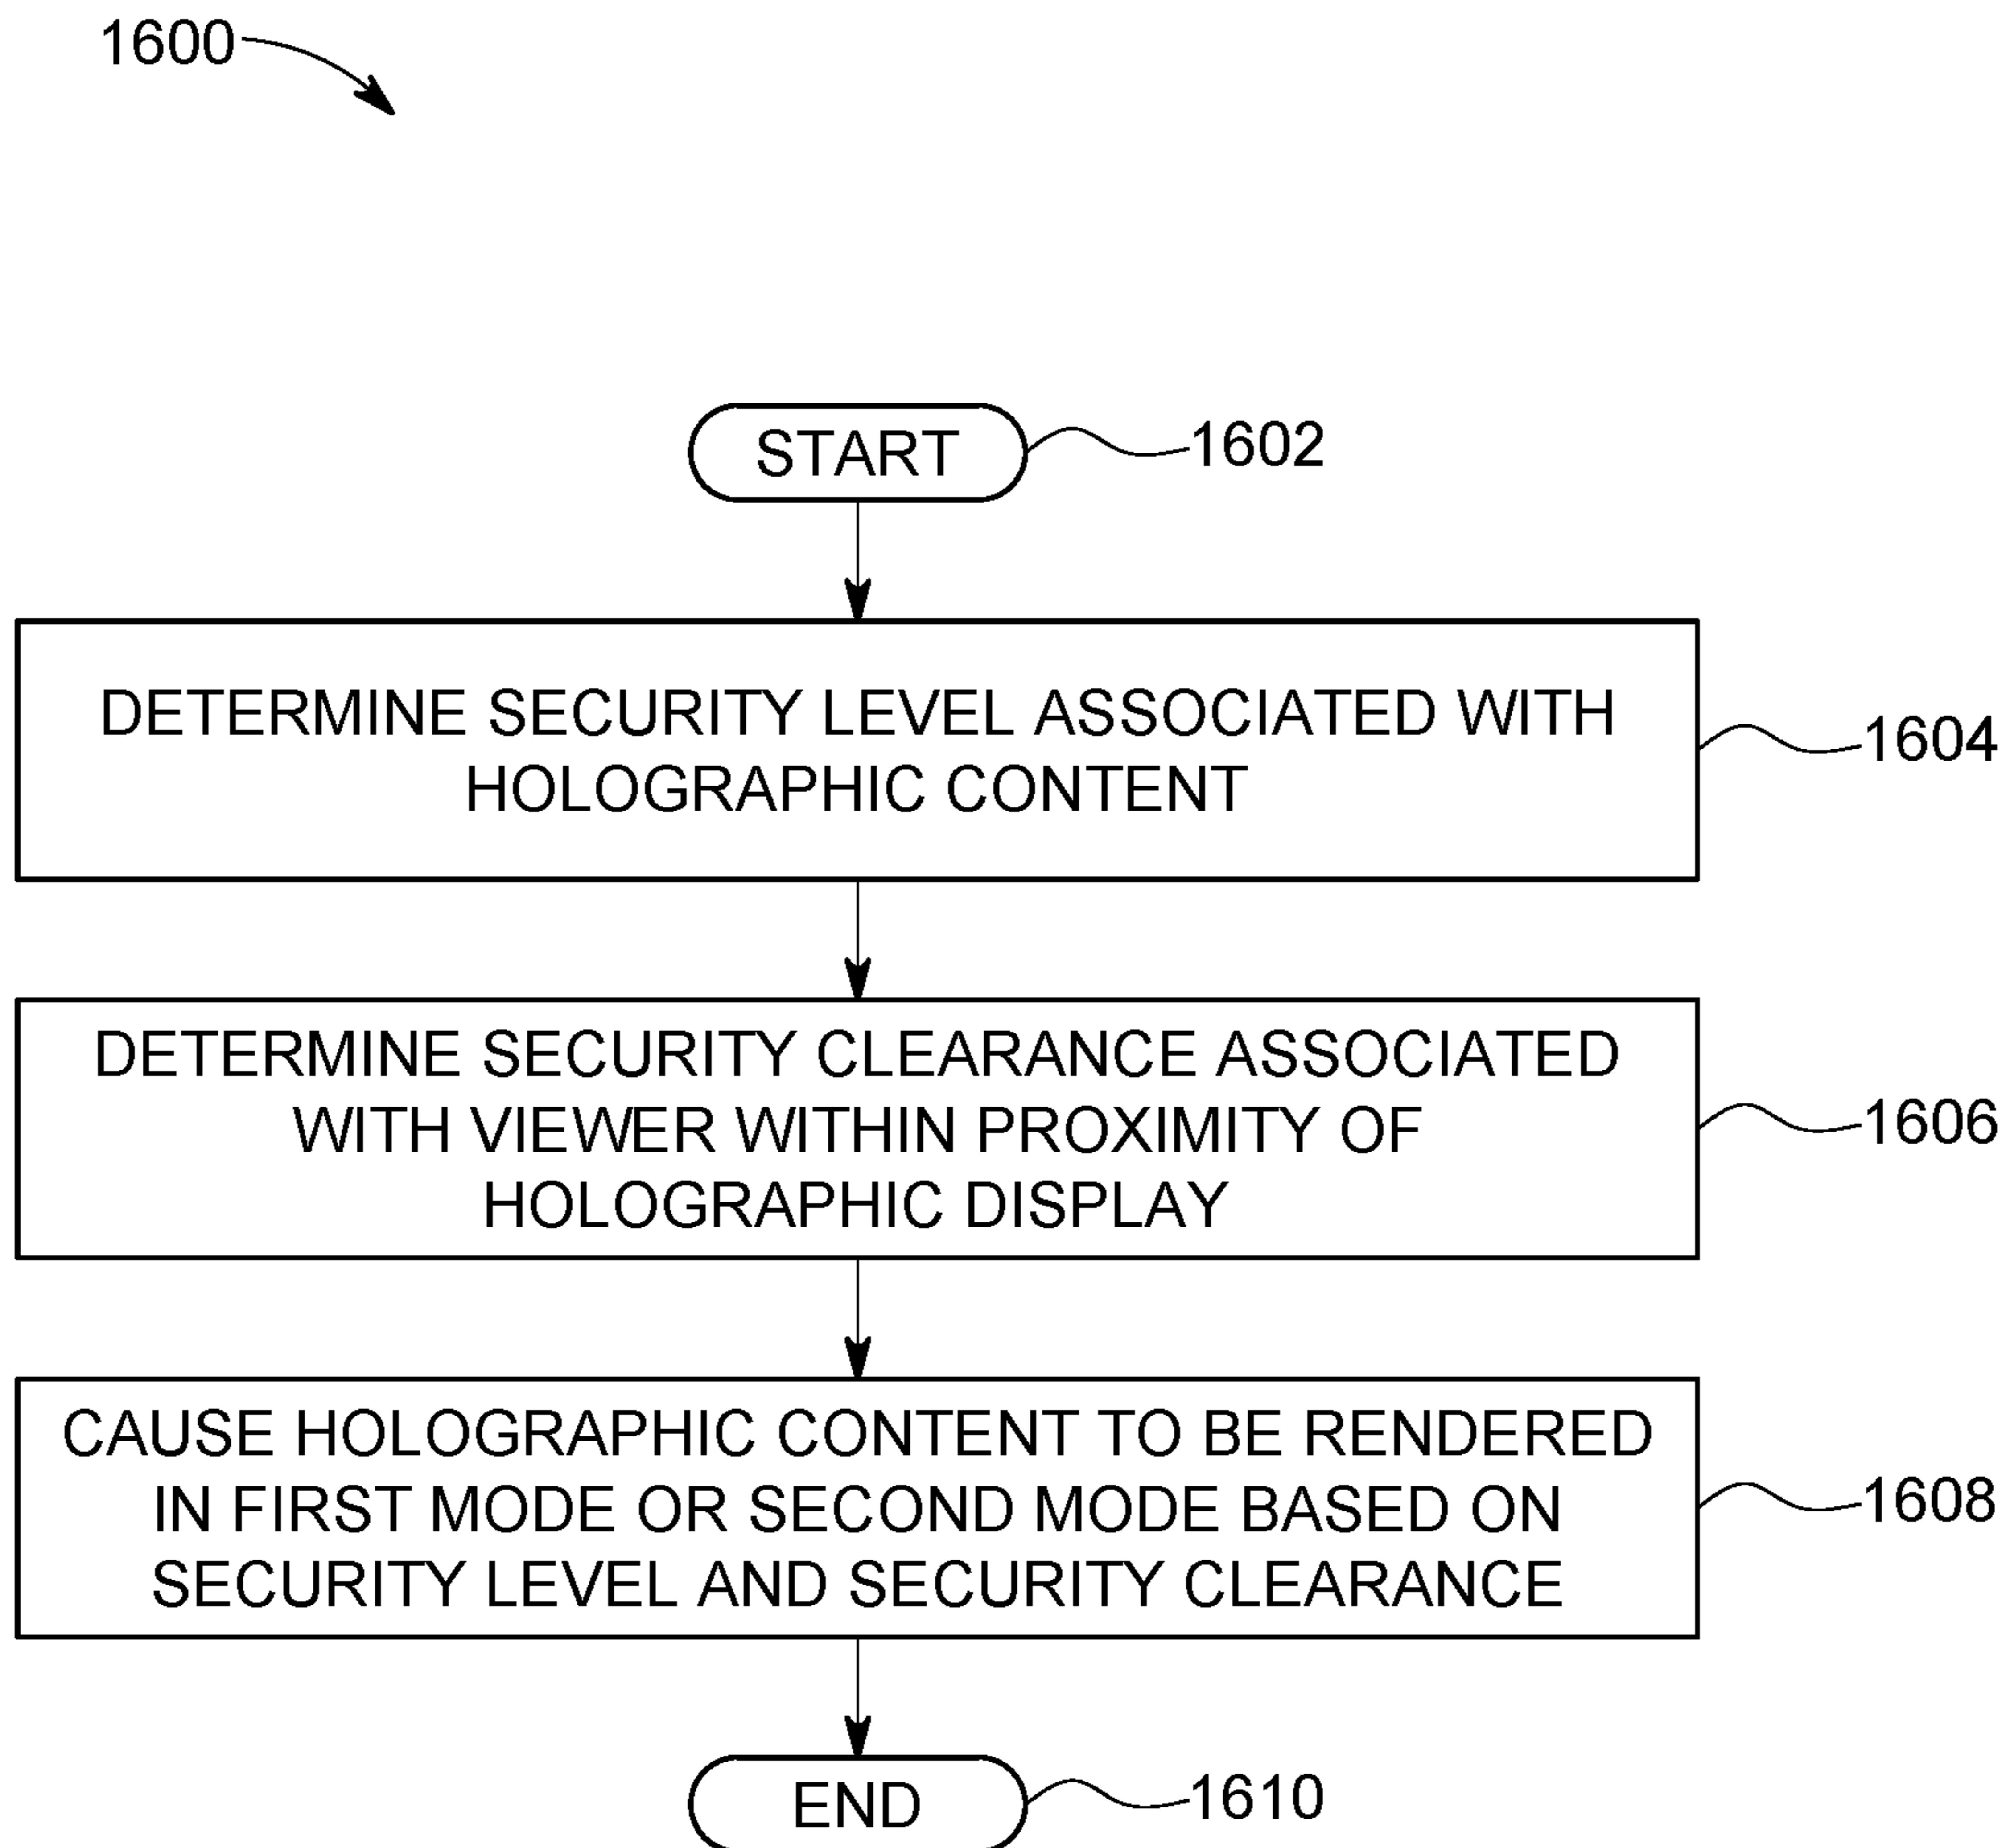 1600
START
1602
DETERMINE SECURITY LEVEL ASSOCIATED WITH
HOLOGRAPHIC CONTENT
1604
DETERMINE SECURITY CLEARANCE ASSOCIATED
WITH VIEWER WITHIN PROXIMITY OF
HOLOGRAPHIC DISPLAY
1606
CAUSE HOLOGRAPHIC CONTENT TO BE RENDERED
IN FIRST MODE OR SECOND MODE BASED ON
SECURITY LEVEL AND SECURITY CLEARANCE
1608
END
1610